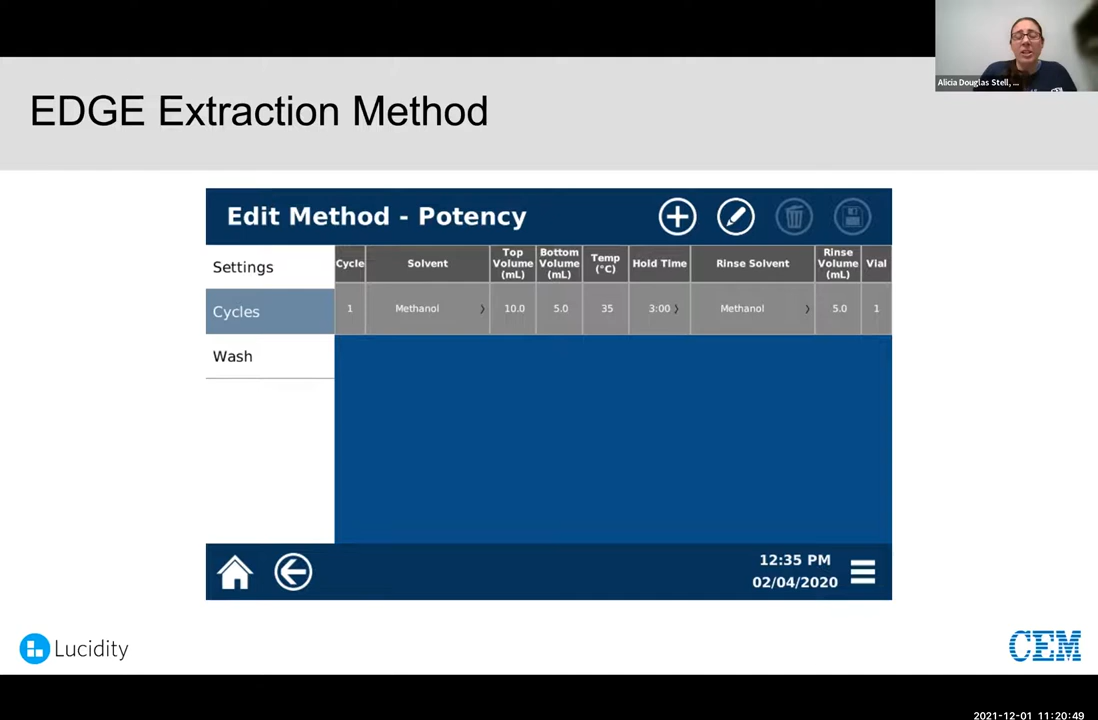 Alicia Douglas Stell, ...
EDGE Extraction Method
Edit Method - Potency
Settings
Cycles
Wash
Cycle Solvent Top Volume (mL) Bottom Volume (mL) Temp (°C) Hold Time Rinse Solvent Rinse Volume (mL) Vial
1 Methanol 10.0 5.0 35 3:00 Methanol 5.0 1
12:35 PM
02/04/2020
Lucidity
CEM
2021-12-01 11:20:49